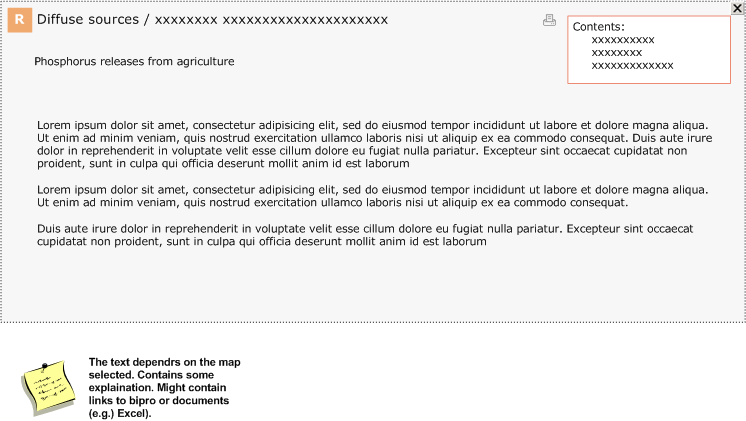 R Diffuse sources / xxxxxxxx xxxxxxxxxxxxxxxxxxxxx
Contents:
xxxxxxxxxx
xxxxxxxx
xxxxxxxxxxxxx
Phosphorus releases from agriculture
Lorem ipsum dolor sit amet, consectetur adipisicing elit, sed do eiusmod tempor incididunt ut labore et dolore magna aliqua.
Ut enim ad minim veniam, quis nostrud exercitation ullamco laboris nisi ut aliquip ex ea commodo consequat. Duis aute irure
dolor in reprehenderit in voluptate velit esse cillum dolore eu fugiat nulla pariatur. Excepteur sint occaecat cupidatat non
proident, sunt in culpa qui officia deserunt mollit anim id est laborum
Lorem ipsum dolor sit amet, consectetur adipisicing elit, sed do eiusmod tempor incididunt ut labore et dolore magna aliqua.
Ut enim ad minim veniam, quis nostrud exercitation ullamco laboris nisi ut aliquip ex ea commodo consequat.
Duis aute irure dolor in reprehenderit in voluptate velit esse cillum dolore eu fugiat nulla pariatur. Excepteur sint occaecat
cupidatat non proident, sunt in culpa qui officia deserunt mollit anim id est laborum
The text dependrs on the map
selected. Contains some
explaination. Might contain
links to bipro or documents
(e.g.) Excel).